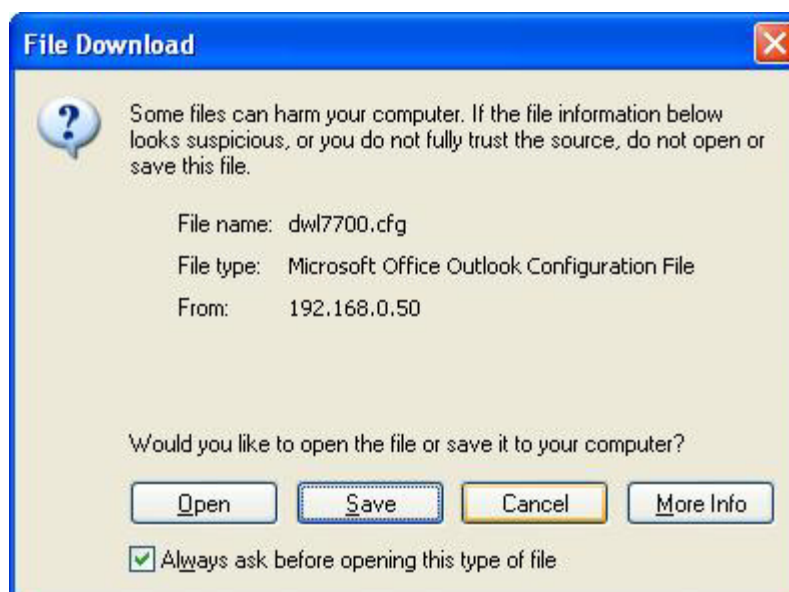 File Download
Some files can harm your computer. If the file information below
looks suspicious, or you do not fully trust the source, do not open or
save this file.
File name: dwl7700.cfg
File type: Microsoft Office Outlook Configuration File
From: 192.168.0.50
Would you like to open the file or save it to your computer?
Open Save Cancel More Info
Always ask before opening this type of file